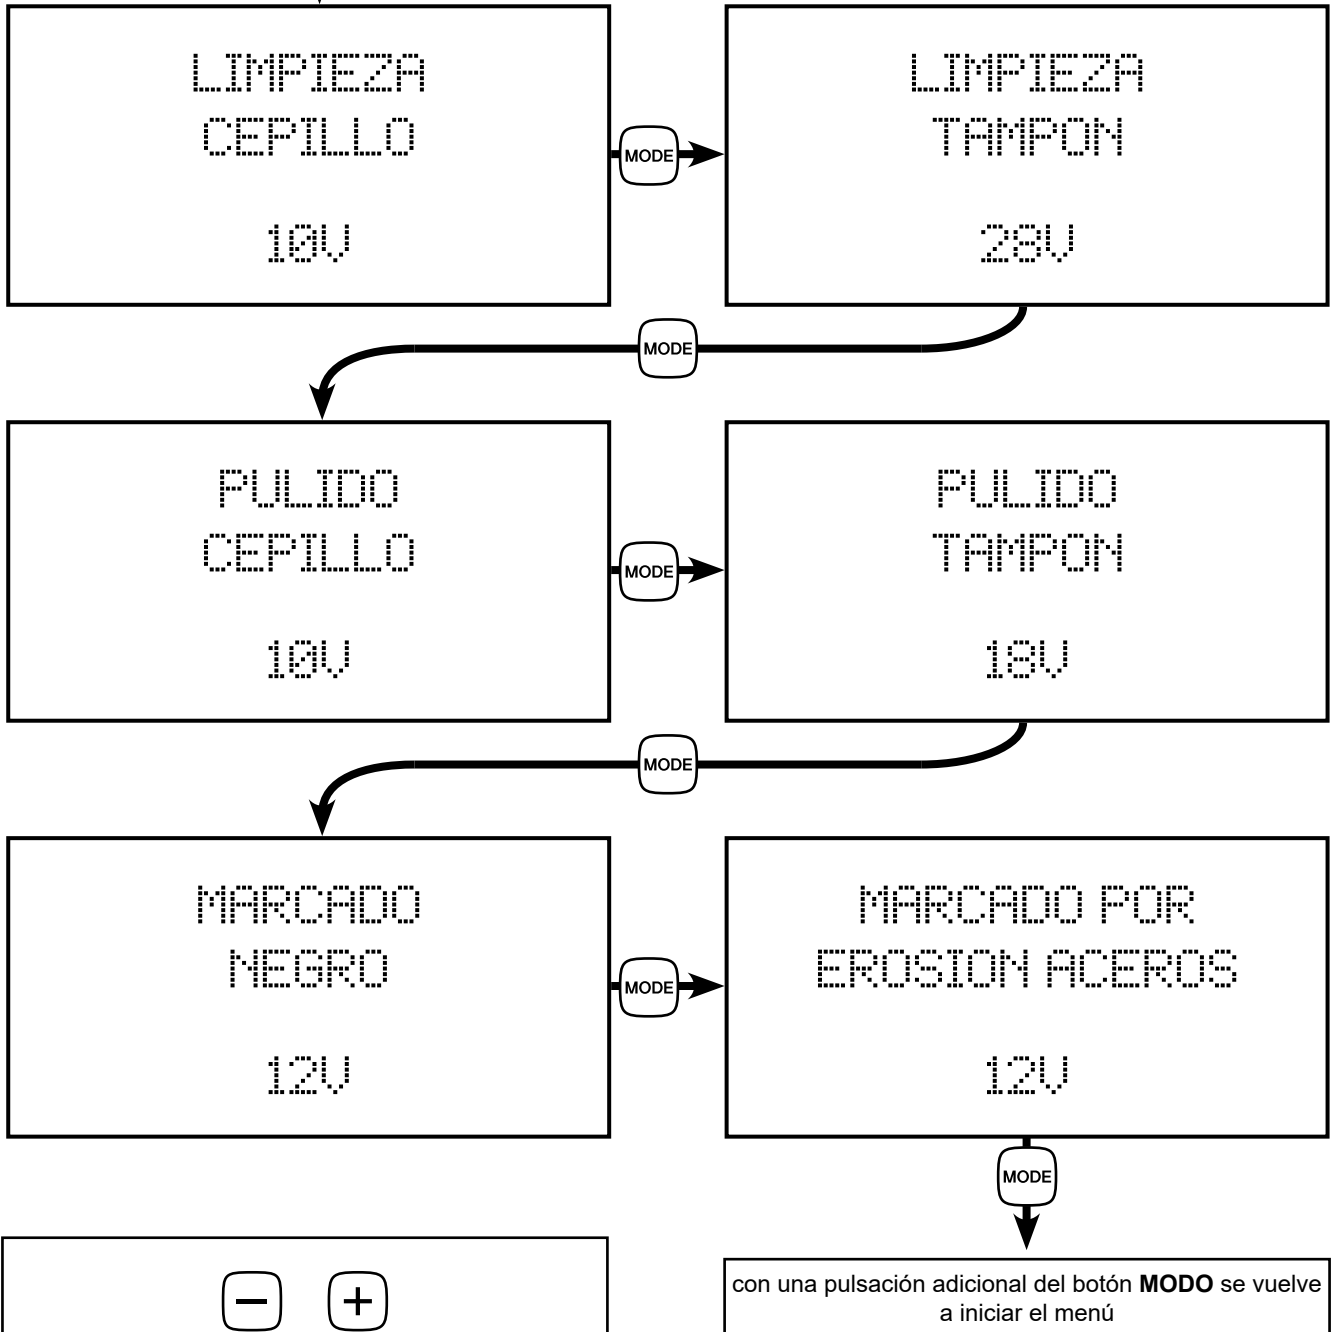 LIMPIEZA
CEPILLO
10V
MODE
LIMPIEZA
TAMPON
28V
MODE
PULIDO
CEPILLO
10V
MODE
PULIDO
TAMPON
18V
MODE
MARCADO
NEGRO
12V
MODE
MARCADO POR
EROSION ACEROS
12V
MODE
− +
con una pulsación adicional del botón MODO se vuelve
a iniciar el menú